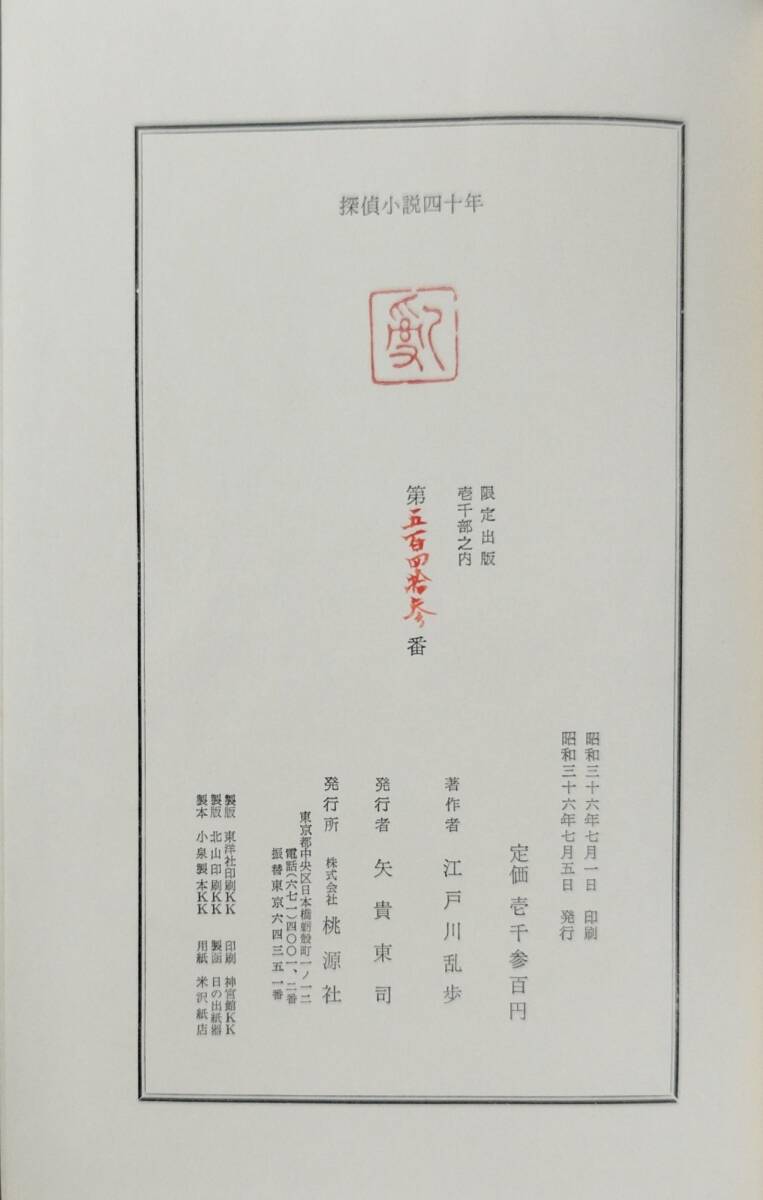 探偵小説四十年
限定出版
壱千部之内
第五百四拾参番
昭和三十六年七月一日 印刷
昭和三十六年七月五日 発行
定価 壱千参百円
著作者 江戸川乱歩
発行者 矢貴東司
発行所 株式会社 桃源社
東京都中央区日本橋蛎殻町一ノ一二
電話(六七一)四〇〇一、二番
振替東京六四三五一番
製版 東洋社印刷KK 印刷 神宮館KK
製版 北山印刷KK 製函 日の出紙器
製本 小泉製本KK 用紙 米沢紙店